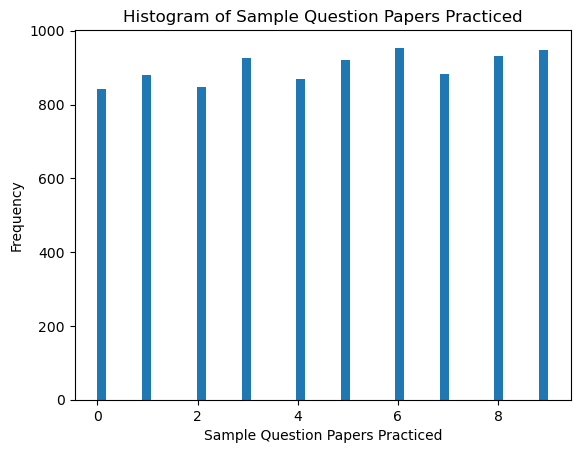 Histogram of Sample Question Papers Practiced
1000
800
600
400
200
0
Frequency
0 2 4 6 8
Sample Question Papers Practiced